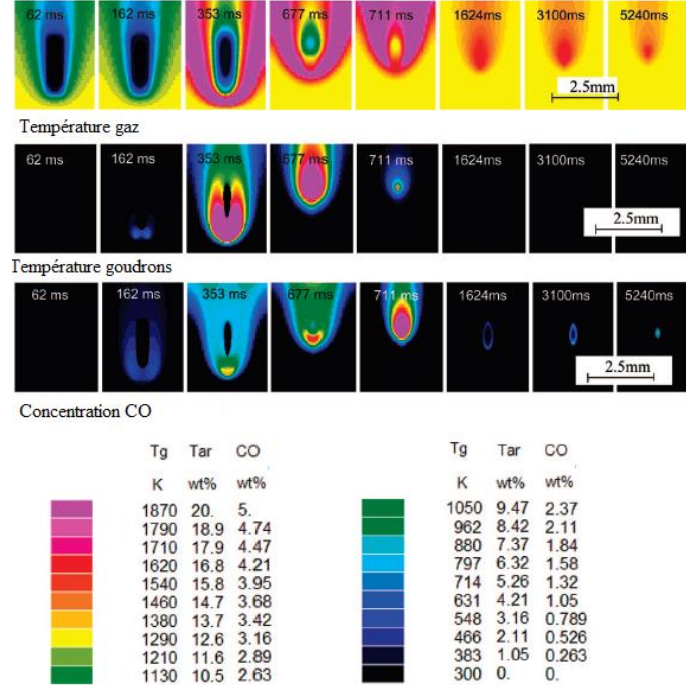 62 ms 162 ms 353 ms 677 ms 711 ms 1624ms 3100ms 5240ms
2.5mm
Température gaz
62 ms 162 ms 353 ms 677 ms 711 ms 1624ms 3100ms 5240ms
2.5mm
Température goudrons
62 ms 162 ms 353 ms 677 ms 711 ms 1624ms 3100ms 5240ms
2.5mm
Concentration CO
Tg Tar CO Tg Tar CO
K wt% wt% K wt% wt%
1870 20. 5. 1050 9.47 2.37
1790 18.9 4.74 962 8.42 2.11
1710 17.9 4.47 880 7.37 1.84
1620 16.8 4.21 797 6.32 1.58
1540 15.8 3.95 714 5.26 1.32
1460 14.7 3.68 631 4.21 1.05
1380 13.7 3.42 548 3.16 0.789
1290 12.6 3.16 466 2.11 0.526
1210 11.6 2.89 383 1.05 0.263
1130 10.5 2.63 300 0. 0.